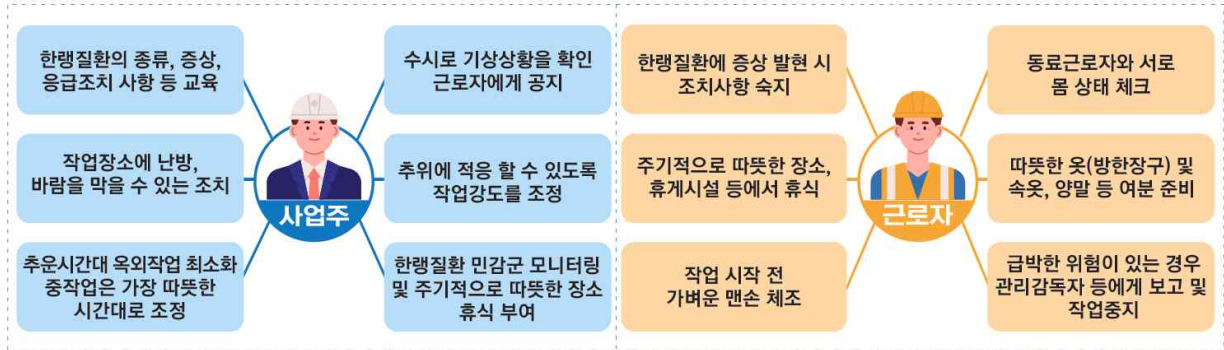 한랭질환의 종류, 증상,
응급조치 사항 등 교육
수시로 기상상황을 확인
근로자에게 공지
작업장소에 난방,
바람을 막을 수 있는 조치
추위에 적응 할 수 있도록
작업강도를 조정
추운시간대 옥외작업 최소화
중작업은 가장 따뜻한
시간대로 조정
한랭질환 민감군 모니터링
및 주기적으로 따뜻한 장소
휴식 부여
사업주
한랭질환에 증상 발현 시
조치사항 숙지
동료근로자와 서로
몸 상태 체크
주기적으로 따뜻한 장소,
휴게시설 등에서 휴식
따뜻한 옷(방한장구) 및
속옷, 양말 등 여분 준비
작업 시작 전
가벼운 맨손 체조
급박한 위험이 있는 경우
관리감독자 등에게 보고 및
작업중지
근로자